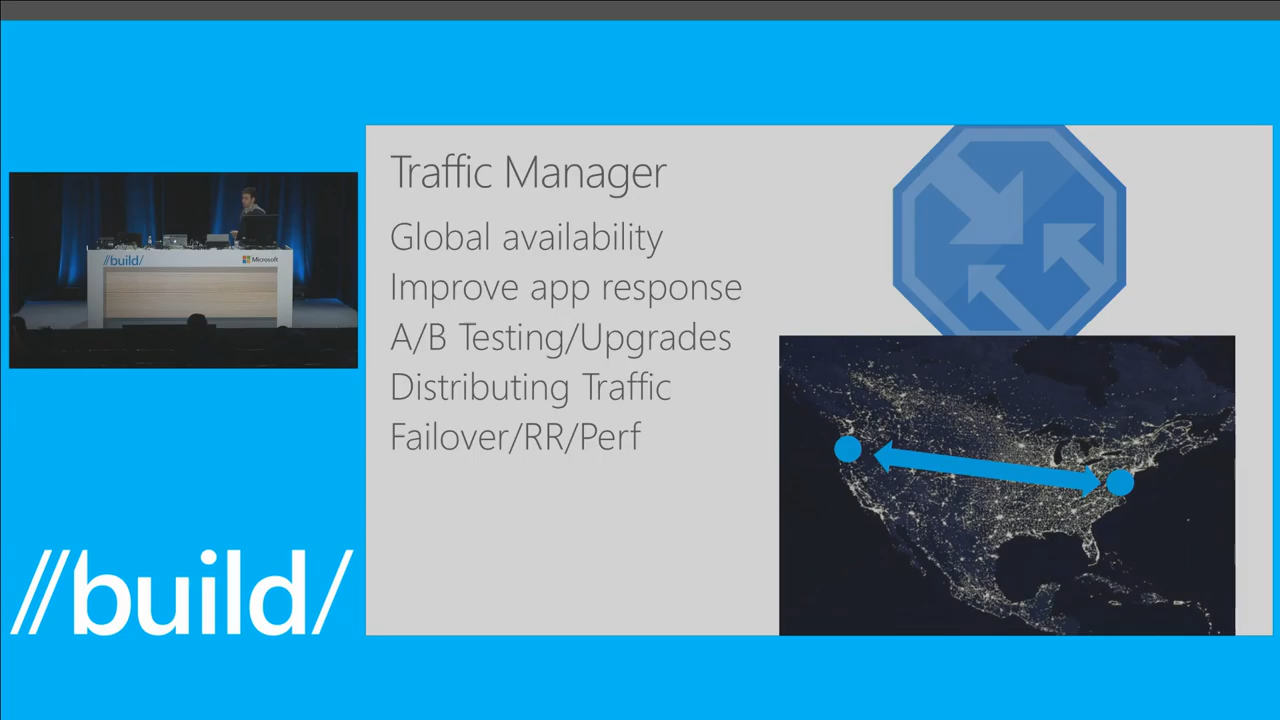 //build/
Microsoft
//build/
Traffic Manager
Global availability
Improve app response
A/B Testing/Upgrades
Distributing Traffic
Failover/RR/Perf